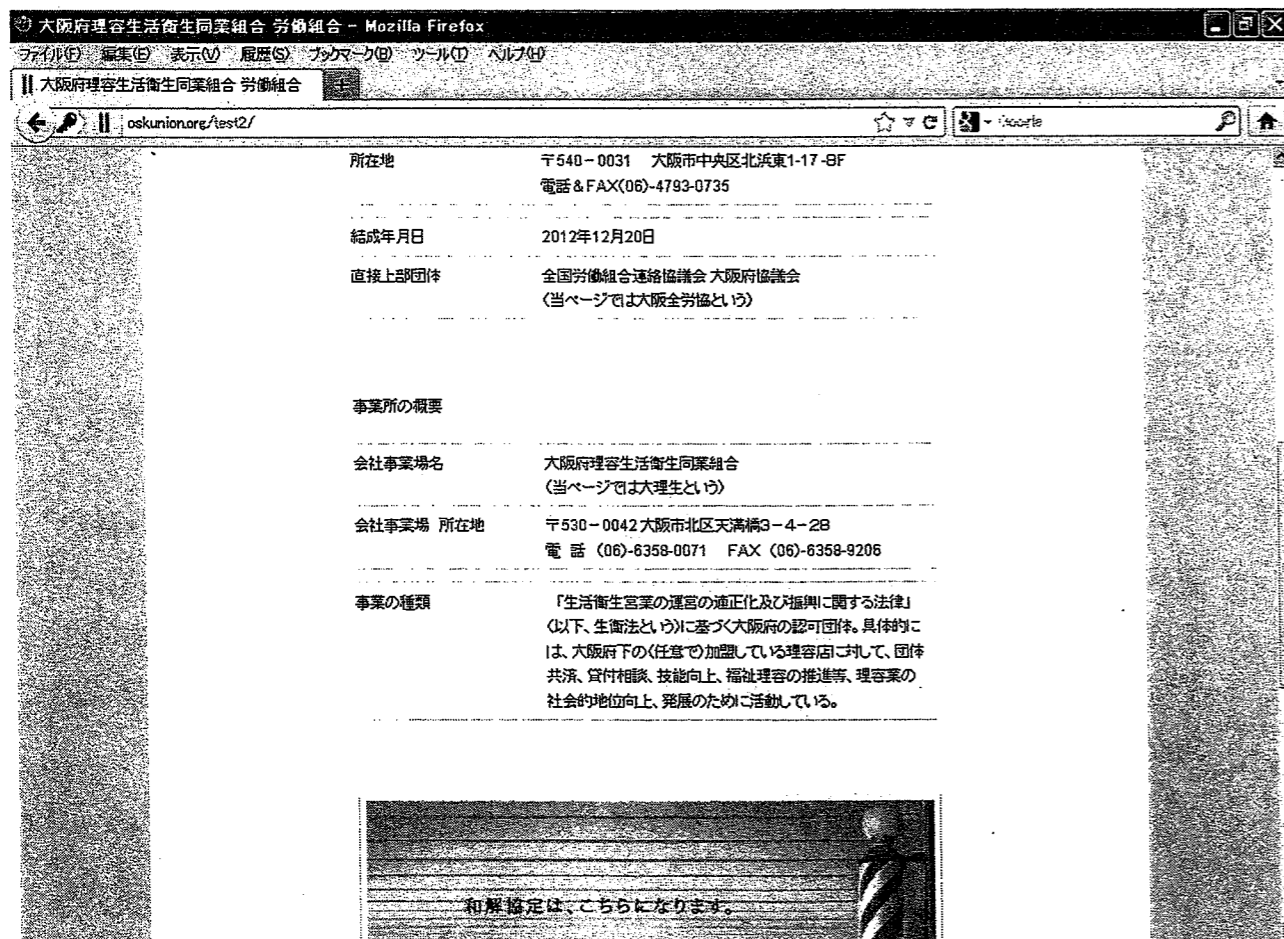 大阪府理容生活衛生同業組合 労働組合 - Mozilla Firefox
ファイル(F) 編集(E) 表示(V) 履歴(S) ブックマーク(B) ツール(T) ヘルプ(H)
大阪府理容生活衛生同業組合 労働組合
oskunion.org/test2/ Google
所在地 〒540-0031 大阪市中央区北浜東1-17-8F
電話&FAX(06)-4793-0735
結成年月日 2012年12月20日
直接上部団体 全国労働組合連絡協議会 大阪府協議会
(当ページでは大阪全労協という)
事業所の概要
会社事業場名 大阪府理容生活衛生同業組合
(当ページでは大理生という)
会社事業場 所在地 〒530-0042 大阪市北区天満橋3-4-28
電 話 (06)-6358-0071 FAX (06)-6358-9206
事業の種類 「生活衛生営業の運営の適正化及び振興に関する法律」
(以下、生衛法という)に基づく大阪府の認可団体。具体的に
は、大阪府下の(任意で)加盟している理容店に対して、団体
共済、貸付相談、技能向上、福祉理容の推進等、理容業の
社会的地位向上、発展のために活動している。
和解協定は、こちらになります。